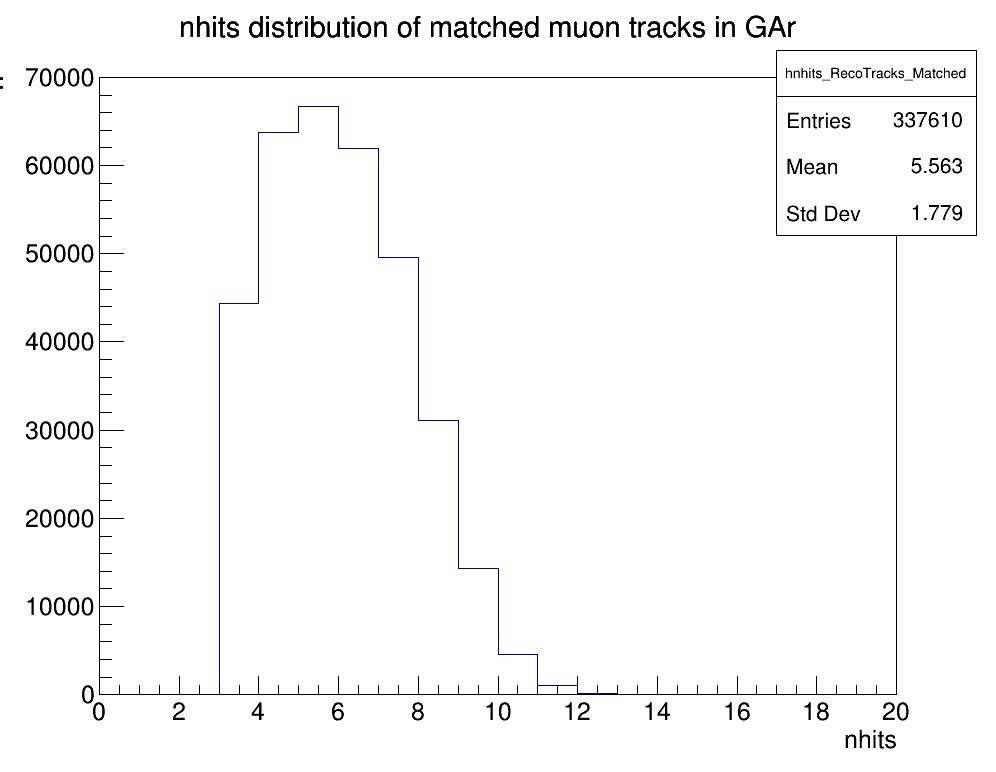 nhits distribution of matched muon tracks in GAr
hnhits_RecoTracks_Matched
Entries 337610
Mean 5.563
Std Dev 1.779
70000
60000
50000
40000
30000
20000
10000
0
0 2 4 6 8 10 12 14 16 18 20
nhits